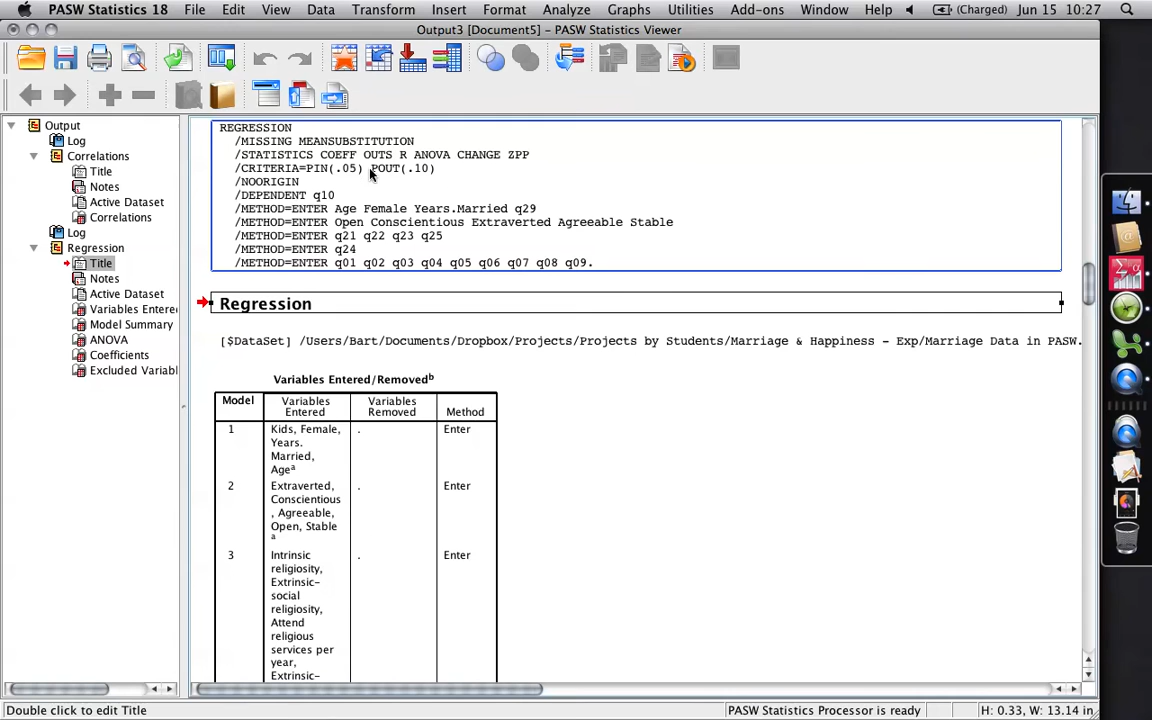 PASW Statistics 18 File Edit View Data Transform Insert Format Analyze Graphs Utilities Add-ons Window Help (Charged) Jun 15 10:27
Output3 [Document5] – PASW Statistics Viewer
Output
Log
Correlations
Title
Notes
Active Dataset
Correlations
Log
Regression
Title
Notes
Active Dataset
Variables Entere
Model Summary
ANOVA
Coefficients
Excluded Variabl
REGRESSION
/MISSING MEANSUBSTITUTION
/STATISTICS COEFF OUTS R ANOVA CHANGE ZPP
/CRITERIA=PIN(.05) POUT(.10)
/NOORIGIN
/DEPENDENT q10
/METHOD=ENTER Age Female Years.Married q29
/METHOD=ENTER Open Conscientious Extraverted Agreeable Stable
/METHOD=ENTER q21 q22 q23 q25
/METHOD=ENTER q24
/METHOD=ENTER q01 q02 q03 q04 q05 q06 q07 q08 q09.
Regression
[$DataSet] /Users/Bart/Documents/Dropbox/Projects/Projects by Students/Marriage & Happiness – Exp/Marriage Data in PASW.
Variables Entered/Removedb
Model Variables Entered Variables Removed Method
1 Kids, Female, . Enter
Years.
Married,
Agea
2 Extraverted, . Enter
Conscientious
, Agreeable,
Open, Stable
a
3 Intrinsic . Enter
religiosity,
Extrinsic–
social
religiosity,
Attend
religious
services per
year,
Extrinsic–
Double click to edit Title PASW Statistics Processor is ready H: 0.33, W: 13.14 in